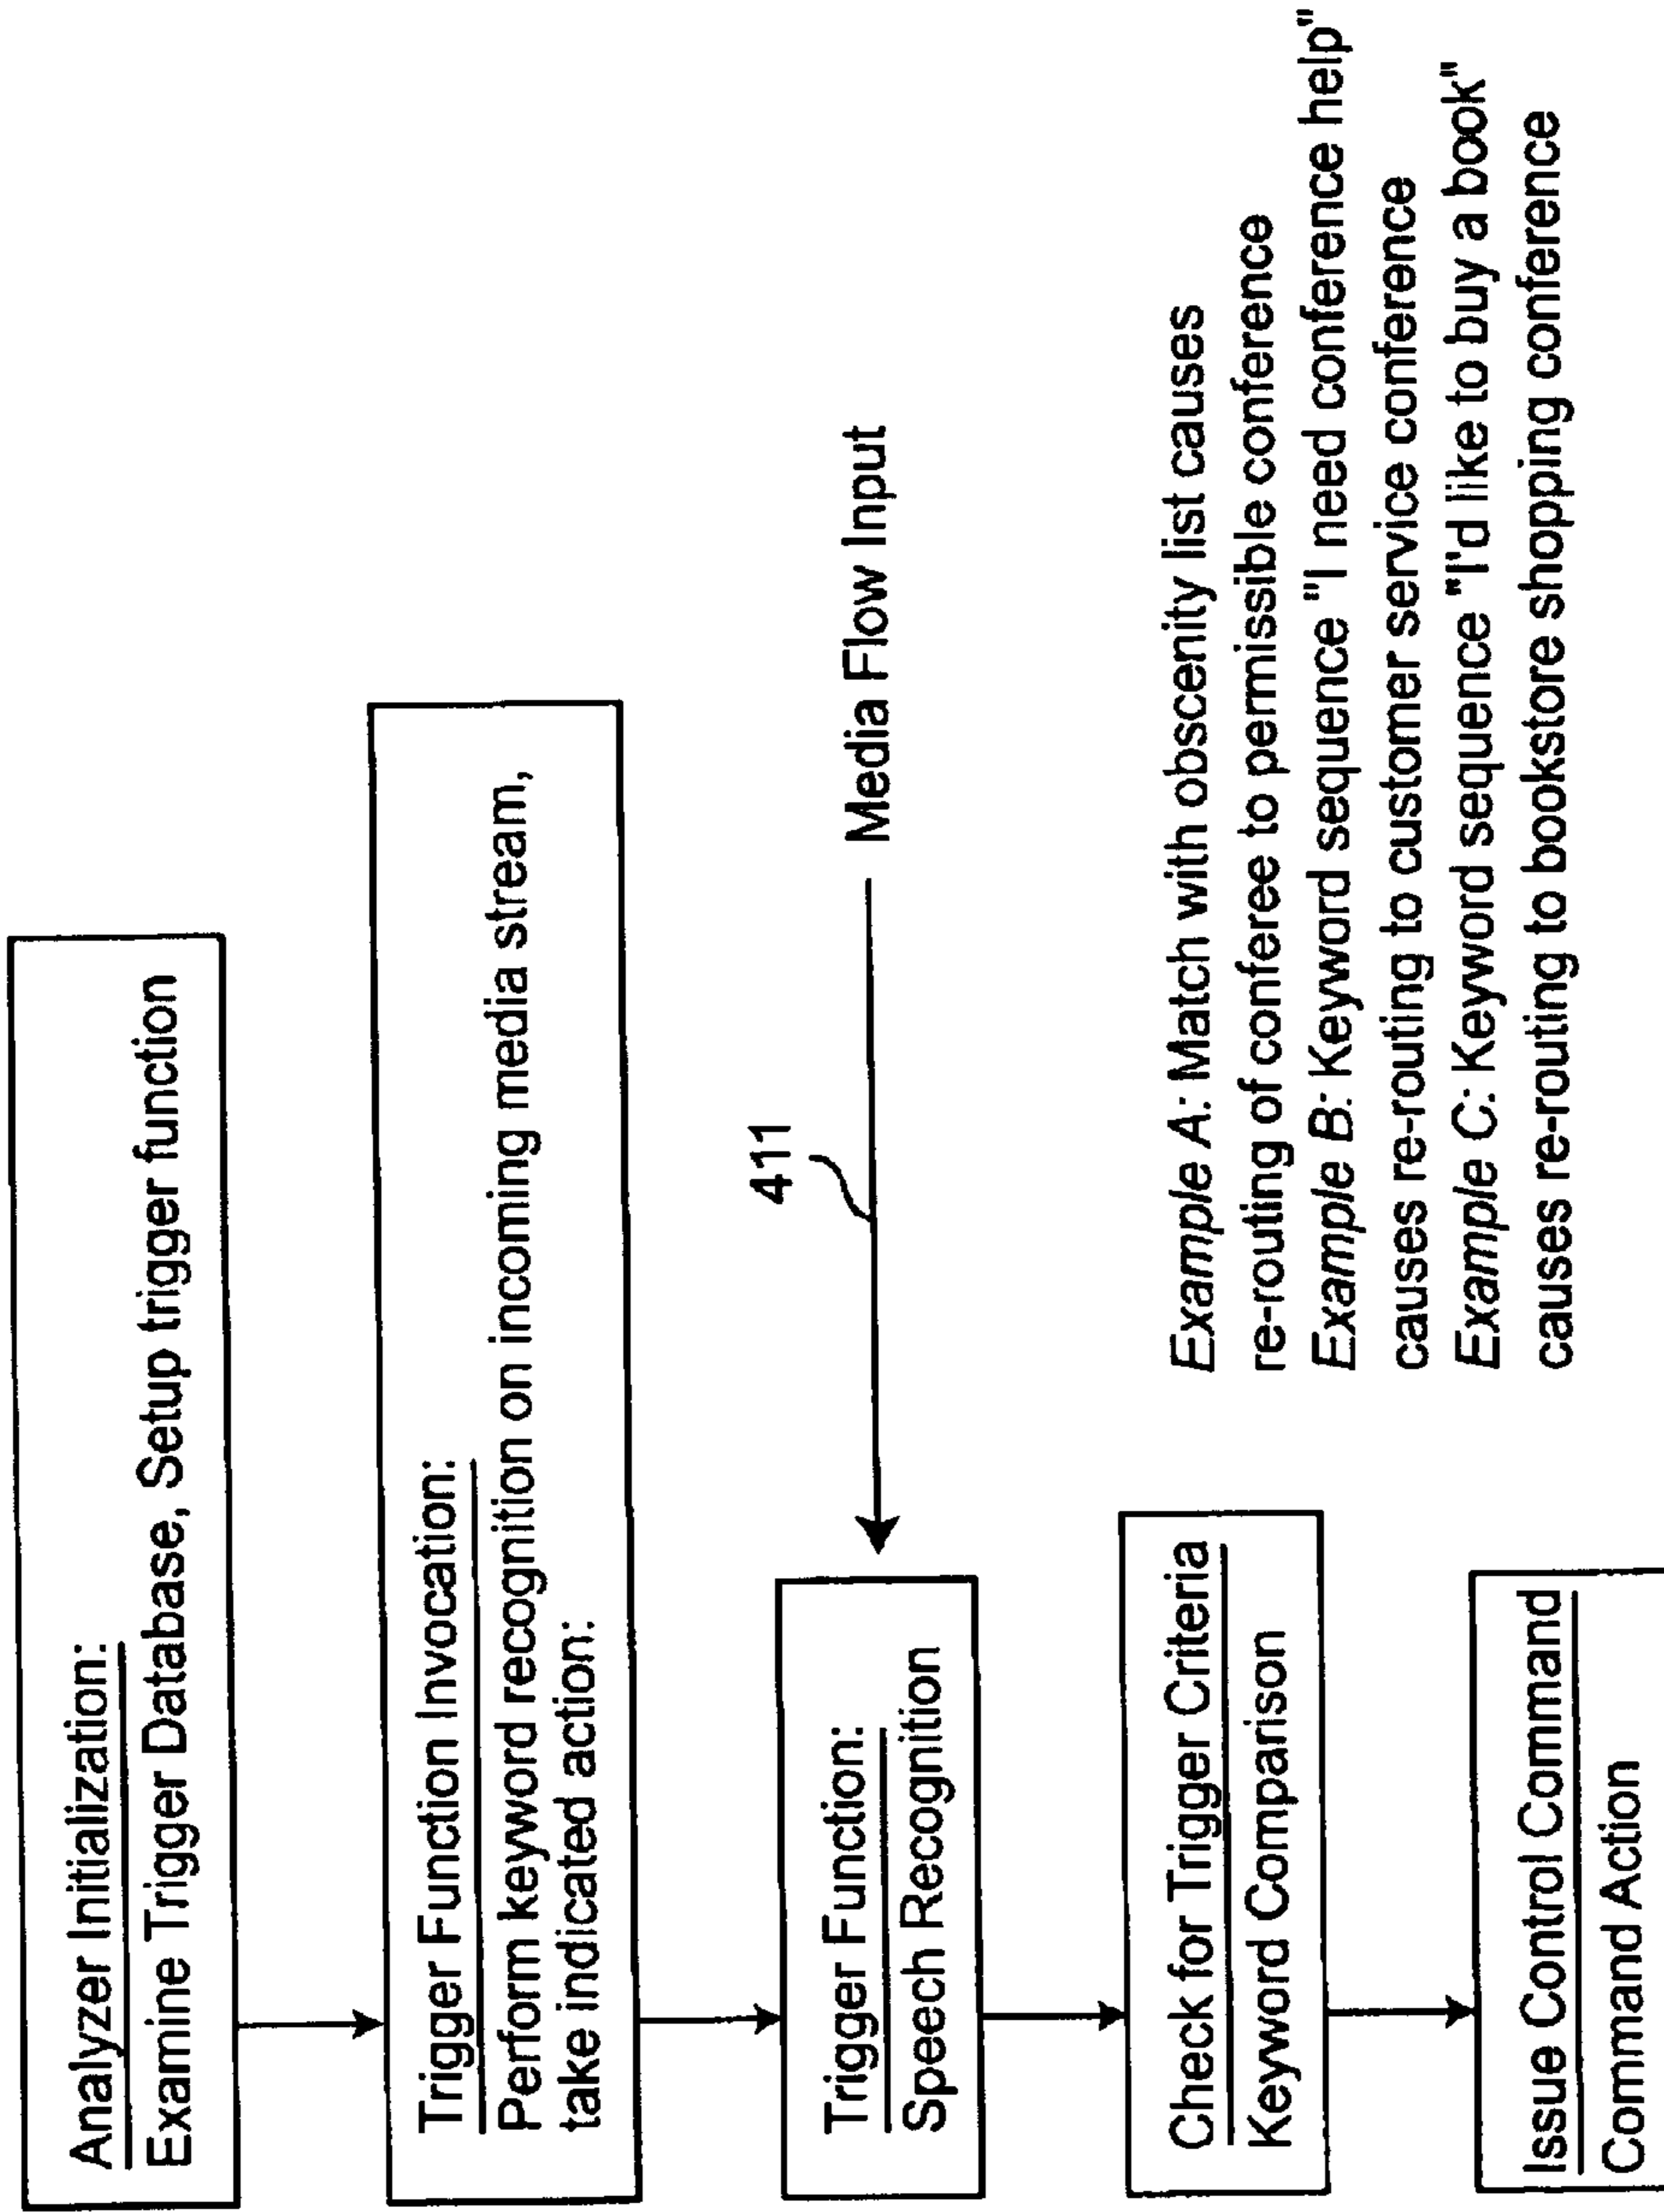 Analyzer Initialization:
Examine Trigger Database, Setup trigger function
Trigger Function Invocation:
Perform keyword recognition on incoming media stream,
take indicated action:
Trigger Function:
Speech Recognition
411
Media Flow Input
Check for Trigger Criteria
Keyword Comparison
Issue Control Command
Command Action
Example A: Match with obscenity list causes
re-routing of conferee to permissible conference
Example B: Keyword sequence "I need conference help"
causes re-routing to customer service conference
Example C: Keyword sequence "I'd like to buy a book"
causes re-routing to bookstore shopping conference